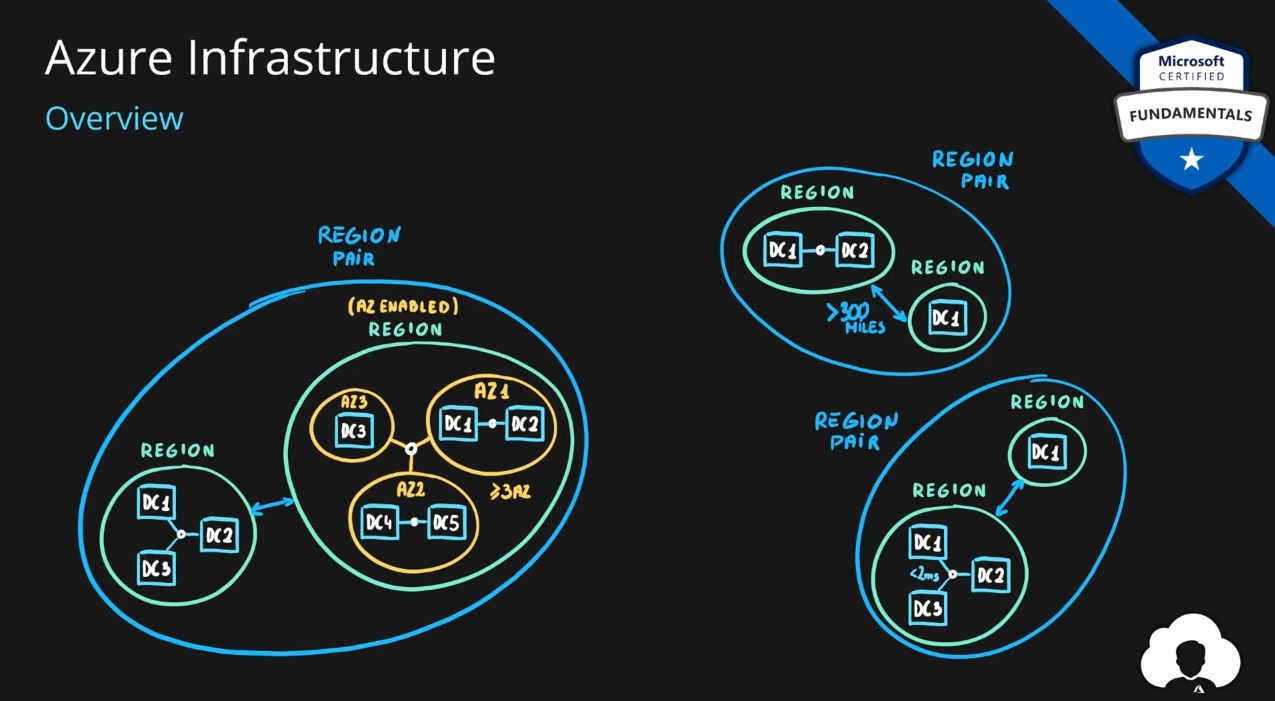 Azure Infrastructure
Overview
Microsoft
CERTIFIED
FUNDAMENTALS
REGION
PAIR
(AZ ENABLED)
REGION
AZ3
DC3
AZ1
DC1
DC2
AZ2
DC4
DC5
≥3AZ
REGION
DC1
DC2
DC3
REGION
PAIR
REGION
DC1
DC2
REGION
DC1
>300
MILES
REGION
PAIR
REGION
DC1
REGION
DC1
<2ms
DC2
DC3